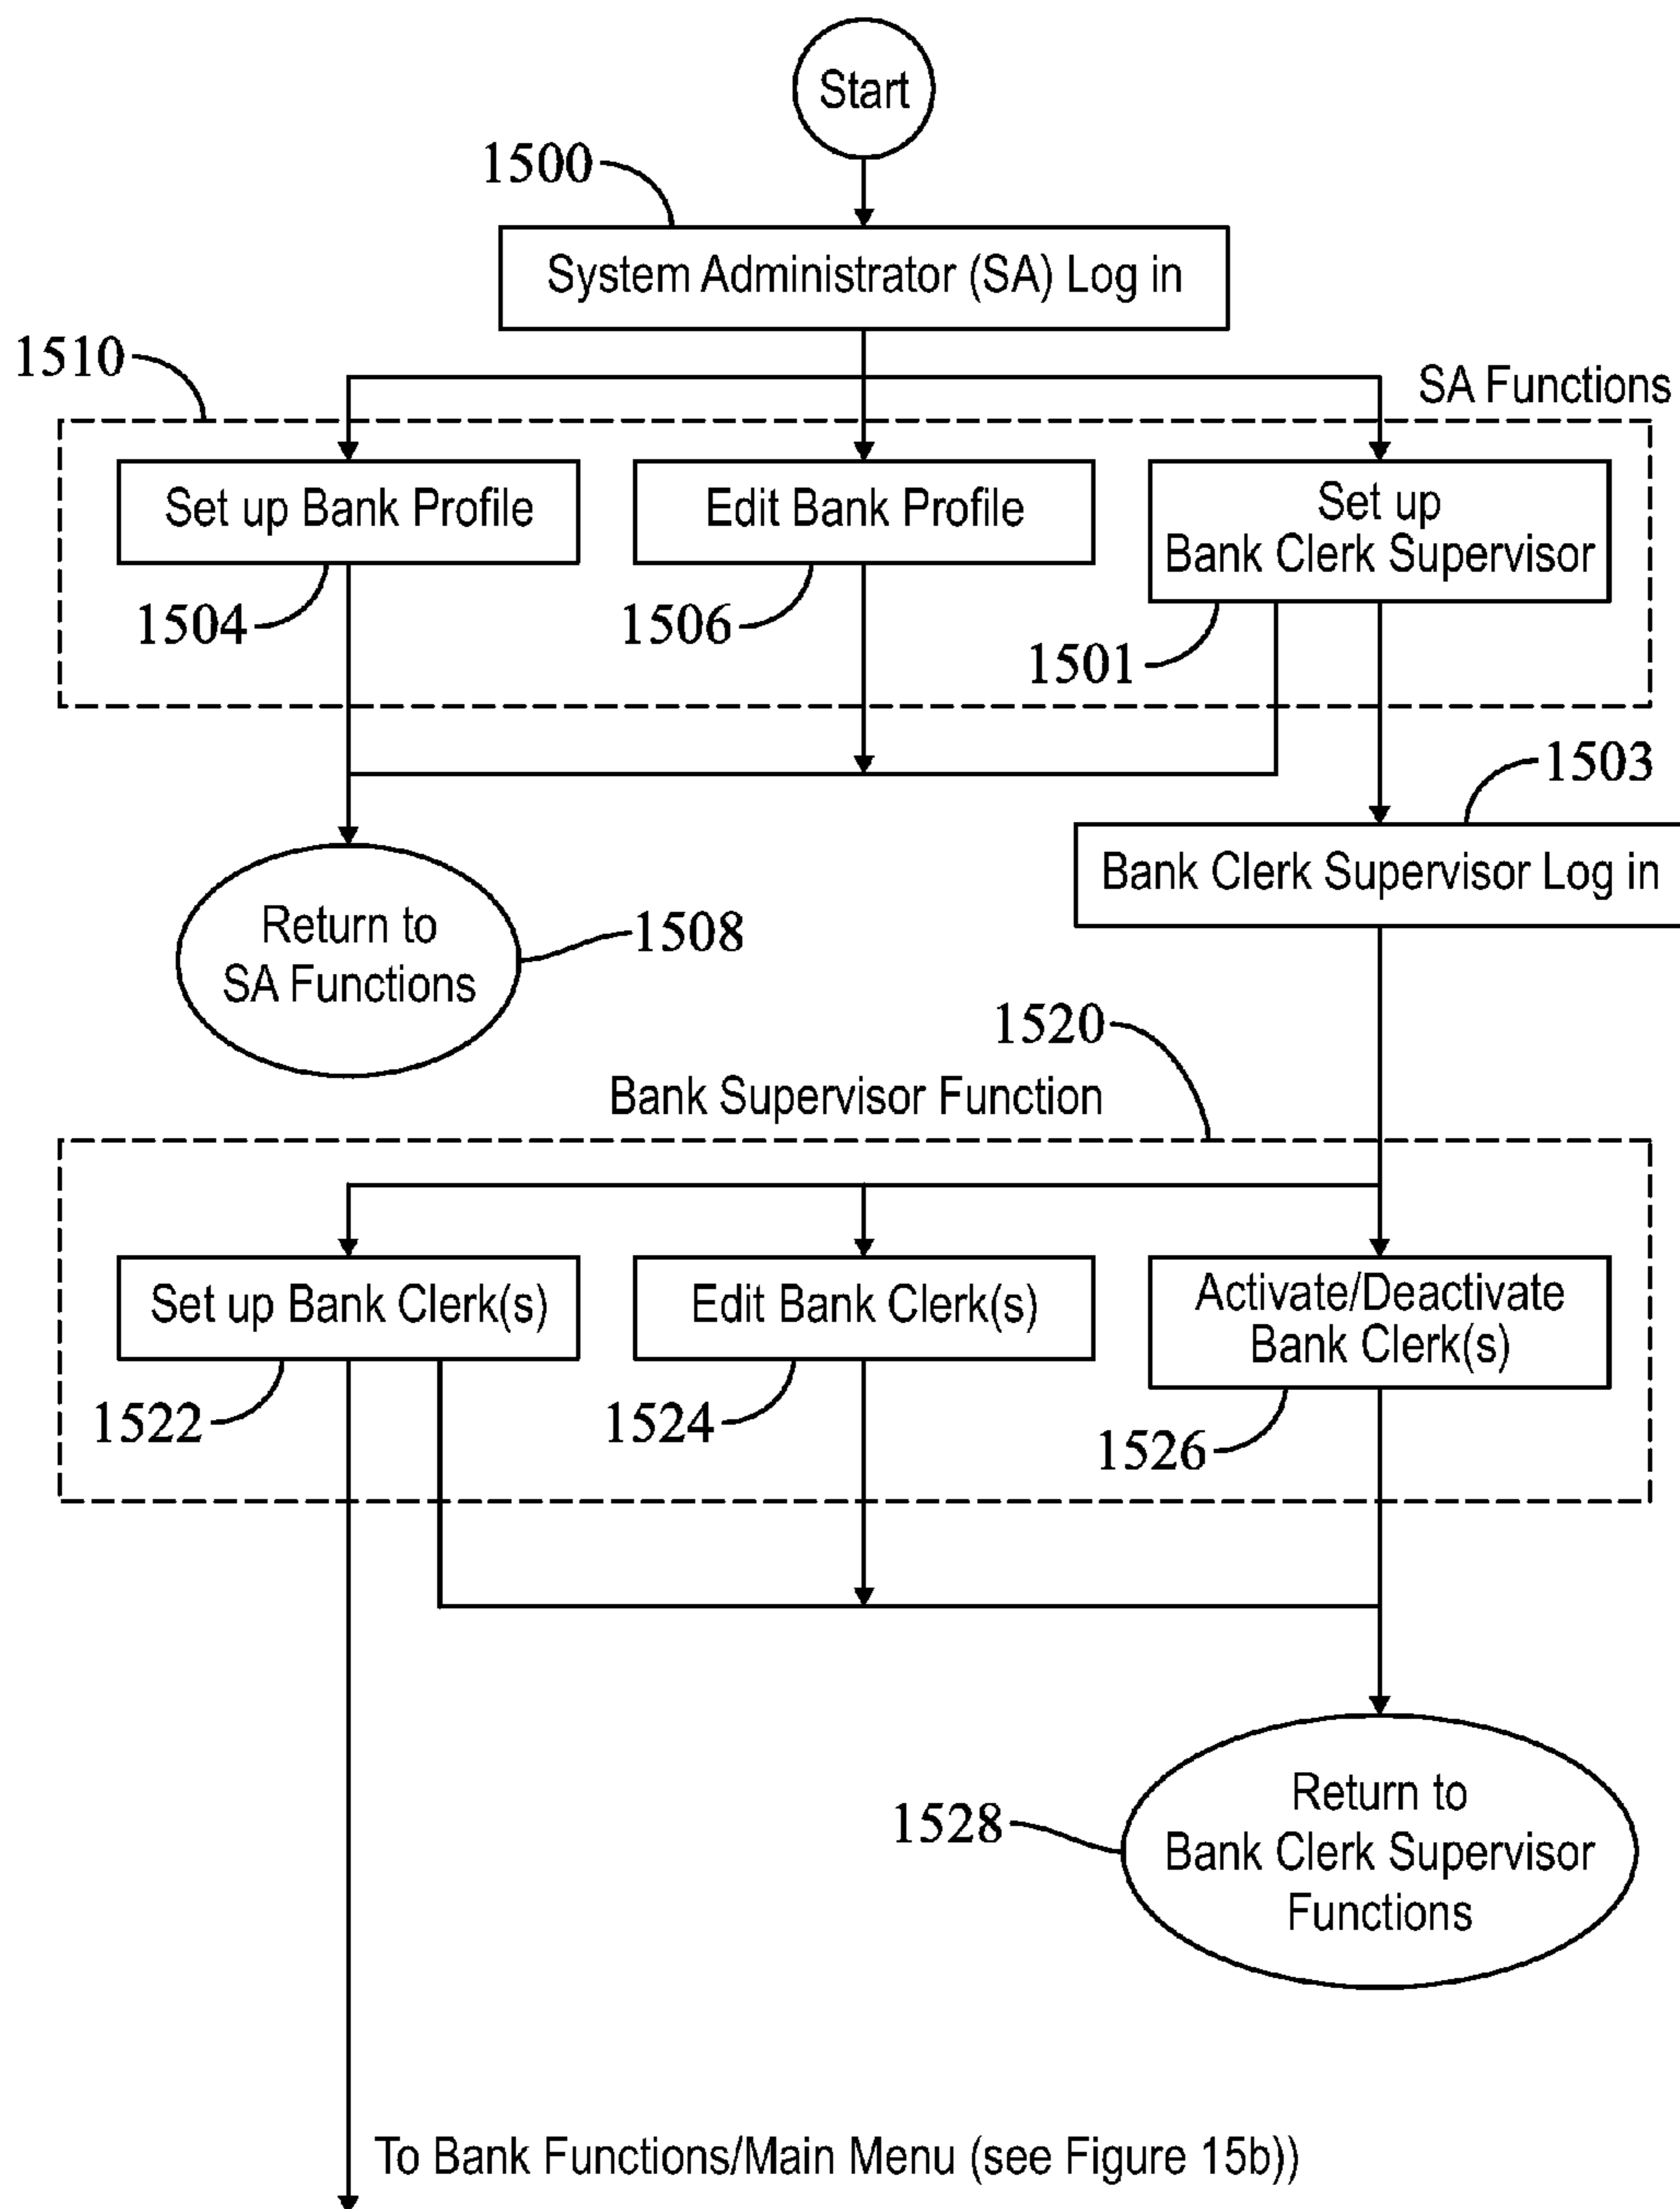 Start
1500
System Administrator (SA) Log in
1510
SA Functions
Set up Bank Profile
Edit Bank Profile
Set up
Bank Clerk Supervisor
1504
1506
1501
1503
Bank Clerk Supervisor Log in
Return to
SA Functions
1508
1520
Bank Supervisor Function
Set up Bank Clerk(s)
Edit Bank Clerk(s)
Activate/Deactivate
Bank Clerk(s)
1522
1524
1526
Return to
Bank Clerk Supervisor
Functions
1528
To Bank Functions/Main Menu (see Figure 15b))